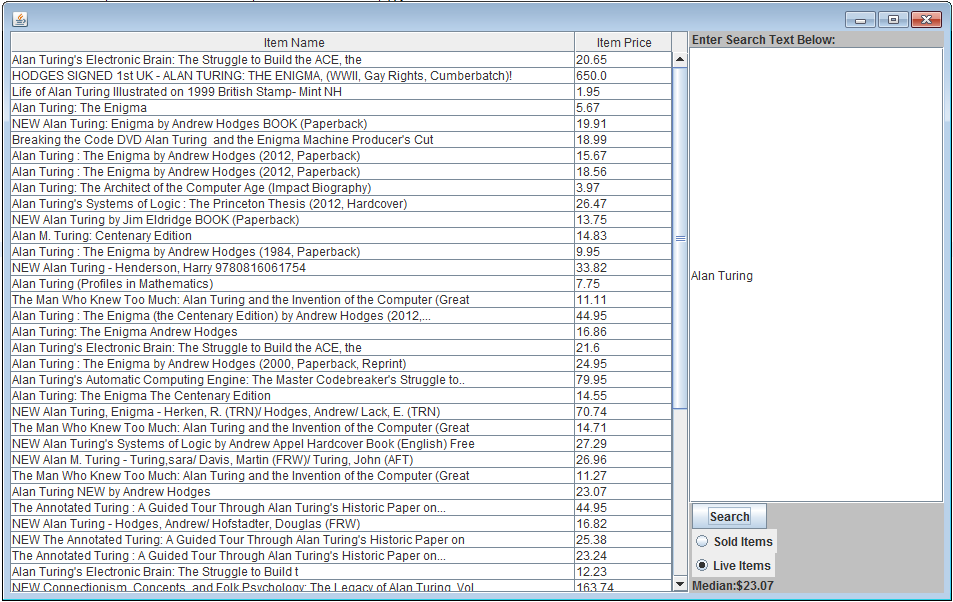 Item Name Item Price
Alan Turing's Electronic Brain: The Struggle to Build the ACE, the 20.65
HODGES SIGNED 1st UK - ALAN TURING: THE ENIGMA, (WWII, Gay Rights, Cumberbatch)! 650.0
Life of Alan Turing Illustrated on 1999 British Stamp- Mint NH 1.95
Alan Turing: The Enigma 5.67
NEW Alan Turing: Enigma by Andrew Hodges BOOK (Paperback) 19.91
Breaking the Code DVD Alan Turing  and the Enigma Machine Producer's Cut 18.99
Alan Turing : The Enigma by Andrew Hodges (2012, Paperback) 15.67
Alan Turing : The Enigma by Andrew Hodges (2012, Paperback) 18.56
Alan Turing: The Architect of the Computer Age (Impact Biography) 3.97
Alan Turing's Systems of Logic : The Princeton Thesis (2012, Hardcover) 26.47
NEW Alan Turing by Jim Eldridge BOOK (Paperback) 13.75
Alan M. Turing: Centenary Edition 14.83
Alan Turing : The Enigma by Andrew Hodges (1984, Paperback) 9.95
NEW Alan Turing - Henderson, Harry 9780816061754 33.82
Alan Turing (Profiles in Mathematics) 7.75
The Man Who Knew Too Much: Alan Turing and the Invention of the Computer (Great 11.11
Alan Turing : The Enigma (the Centenary Edition) by Andrew Hodges (2012,... 44.95
Alan Turing: The Enigma Andrew Hodges 16.86
Alan Turing's Electronic Brain: The Struggle to Build the ACE, the 21.6
Alan Turing : The Enigma by Andrew Hodges (2000, Paperback, Reprint) 24.95
Alan Turing's Automatic Computing Engine: The Master Codebreaker's Struggle to.. 79.95
Alan Turing: The Enigma The Centenary Edition 14.55
NEW Alan Turing, Enigma - Herken, R. (TRN)/ Hodges, Andrew/ Lack, E. (TRN) 70.74
The Man Who Knew Too Much: Alan Turing and the Invention of the Computer (Great 14.71
NEW Alan Turing's Systems of Logic by Andrew Appel Hardcover Book (English) Free 27.29
NEW Alan M. Turing - Turing,sara/ Davis, Martin (FRW)/ Turing, John (AFT) 26.96
The Man Who Knew Too Much: Alan Turing and the Invention of the Computer (Great 11.27
Alan Turing NEW by Andrew Hodges 23.07
The Annotated Turing : A Guided Tour Through Alan Turing's Historic Paper on... 44.95
NEW Alan Turing - Hodges, Andrew/ Hofstadter, Douglas (FRW) 16.82
NEW The Annotated Turing: A Guided Tour Through Alan Turing's Historic Paper on 25.38
The Annotated Turing : A Guided Tour Through Alan Turing's Historic Paper on... 23.24
Alan Turing's Electronic Brain: The Struggle to Build t 12.23
NEW Connectionism, Concepts, and Folk Psychology: The Legacy of Alan Turing, Vol 163.74
Enter Search Text Below:
Alan Turing
Search
Sold Items
Live Items
Median:$23.07